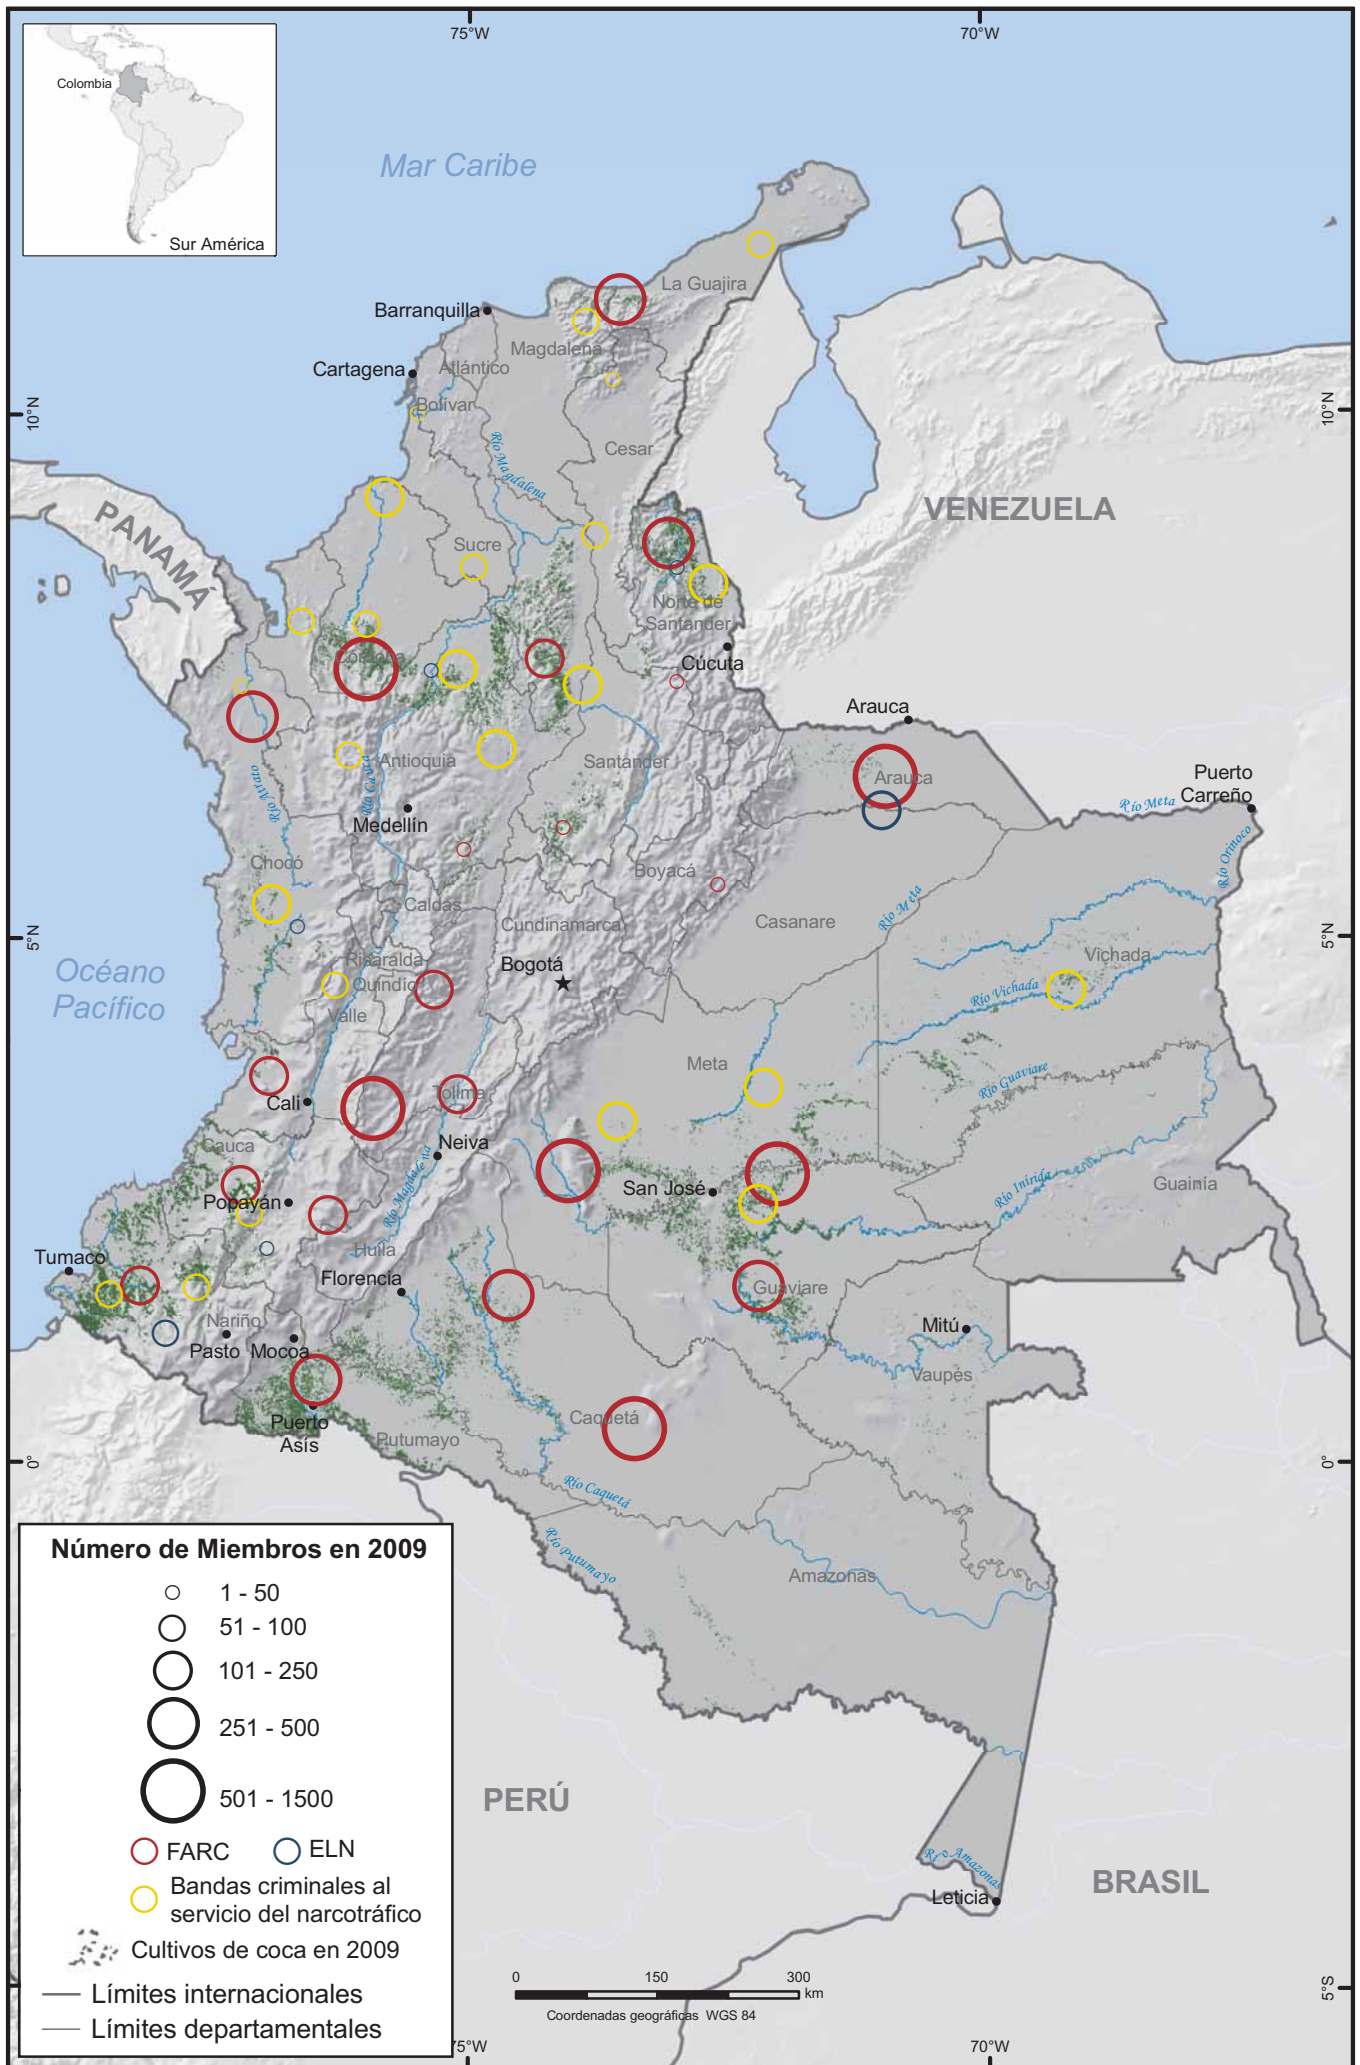 75°W
70°W
Colombia
Sur América
Mar Caribe
La Guajira
Barranquilla
Magdalena
Cartagena
Atlántico
10°N
Bolívar
10°N
Río Magdalena
Cesar
PANAMÁ
VENEZUELA
Sucre
Norte de
Santander
Córdoba
Cúcuta
Arauca
Antioquia
Santander
Arauca
Puerto
Carreño
Río Atrato
Río Cauca
Río Meta
Medellín
Río Orinoco
Chocó
Boyacá
Caldas
Cundinamarca
Casanare
Río Meta
5°N
5°N
Océano
Pacífico
Risaralda
Bogotá
Quindío
Vichada
Río Vichada
Valle
Meta
Río Guaviare
Tolima
Cali
Cauca
Neiva
Río Magdalena
Popayán
San José
Río Inírida
Guainía
Huila
Tumaco
Florencia
Guaviare
Nariño
Pasto
Mocoa
Mitú
Vaupés
Puerto
Asís
Caquetá
Putumayo
0°
0°
Río Caquetá
Río Putumayo
Amazonas
Número de Miembros en 2009
1 - 50
51 - 100
101 - 250
251 - 500
501 - 1500
FARC
ELN
Bandas criminales al
servicio del narcotráfico
Cultivos de coca en 2009
Límites internacionales
Límites departamentales
PERÚ
BRASIL
Río Amazonas
Leticia
0
150
300
km
Coordenadas geográficas WGS 84
5°S
75°W
70°W